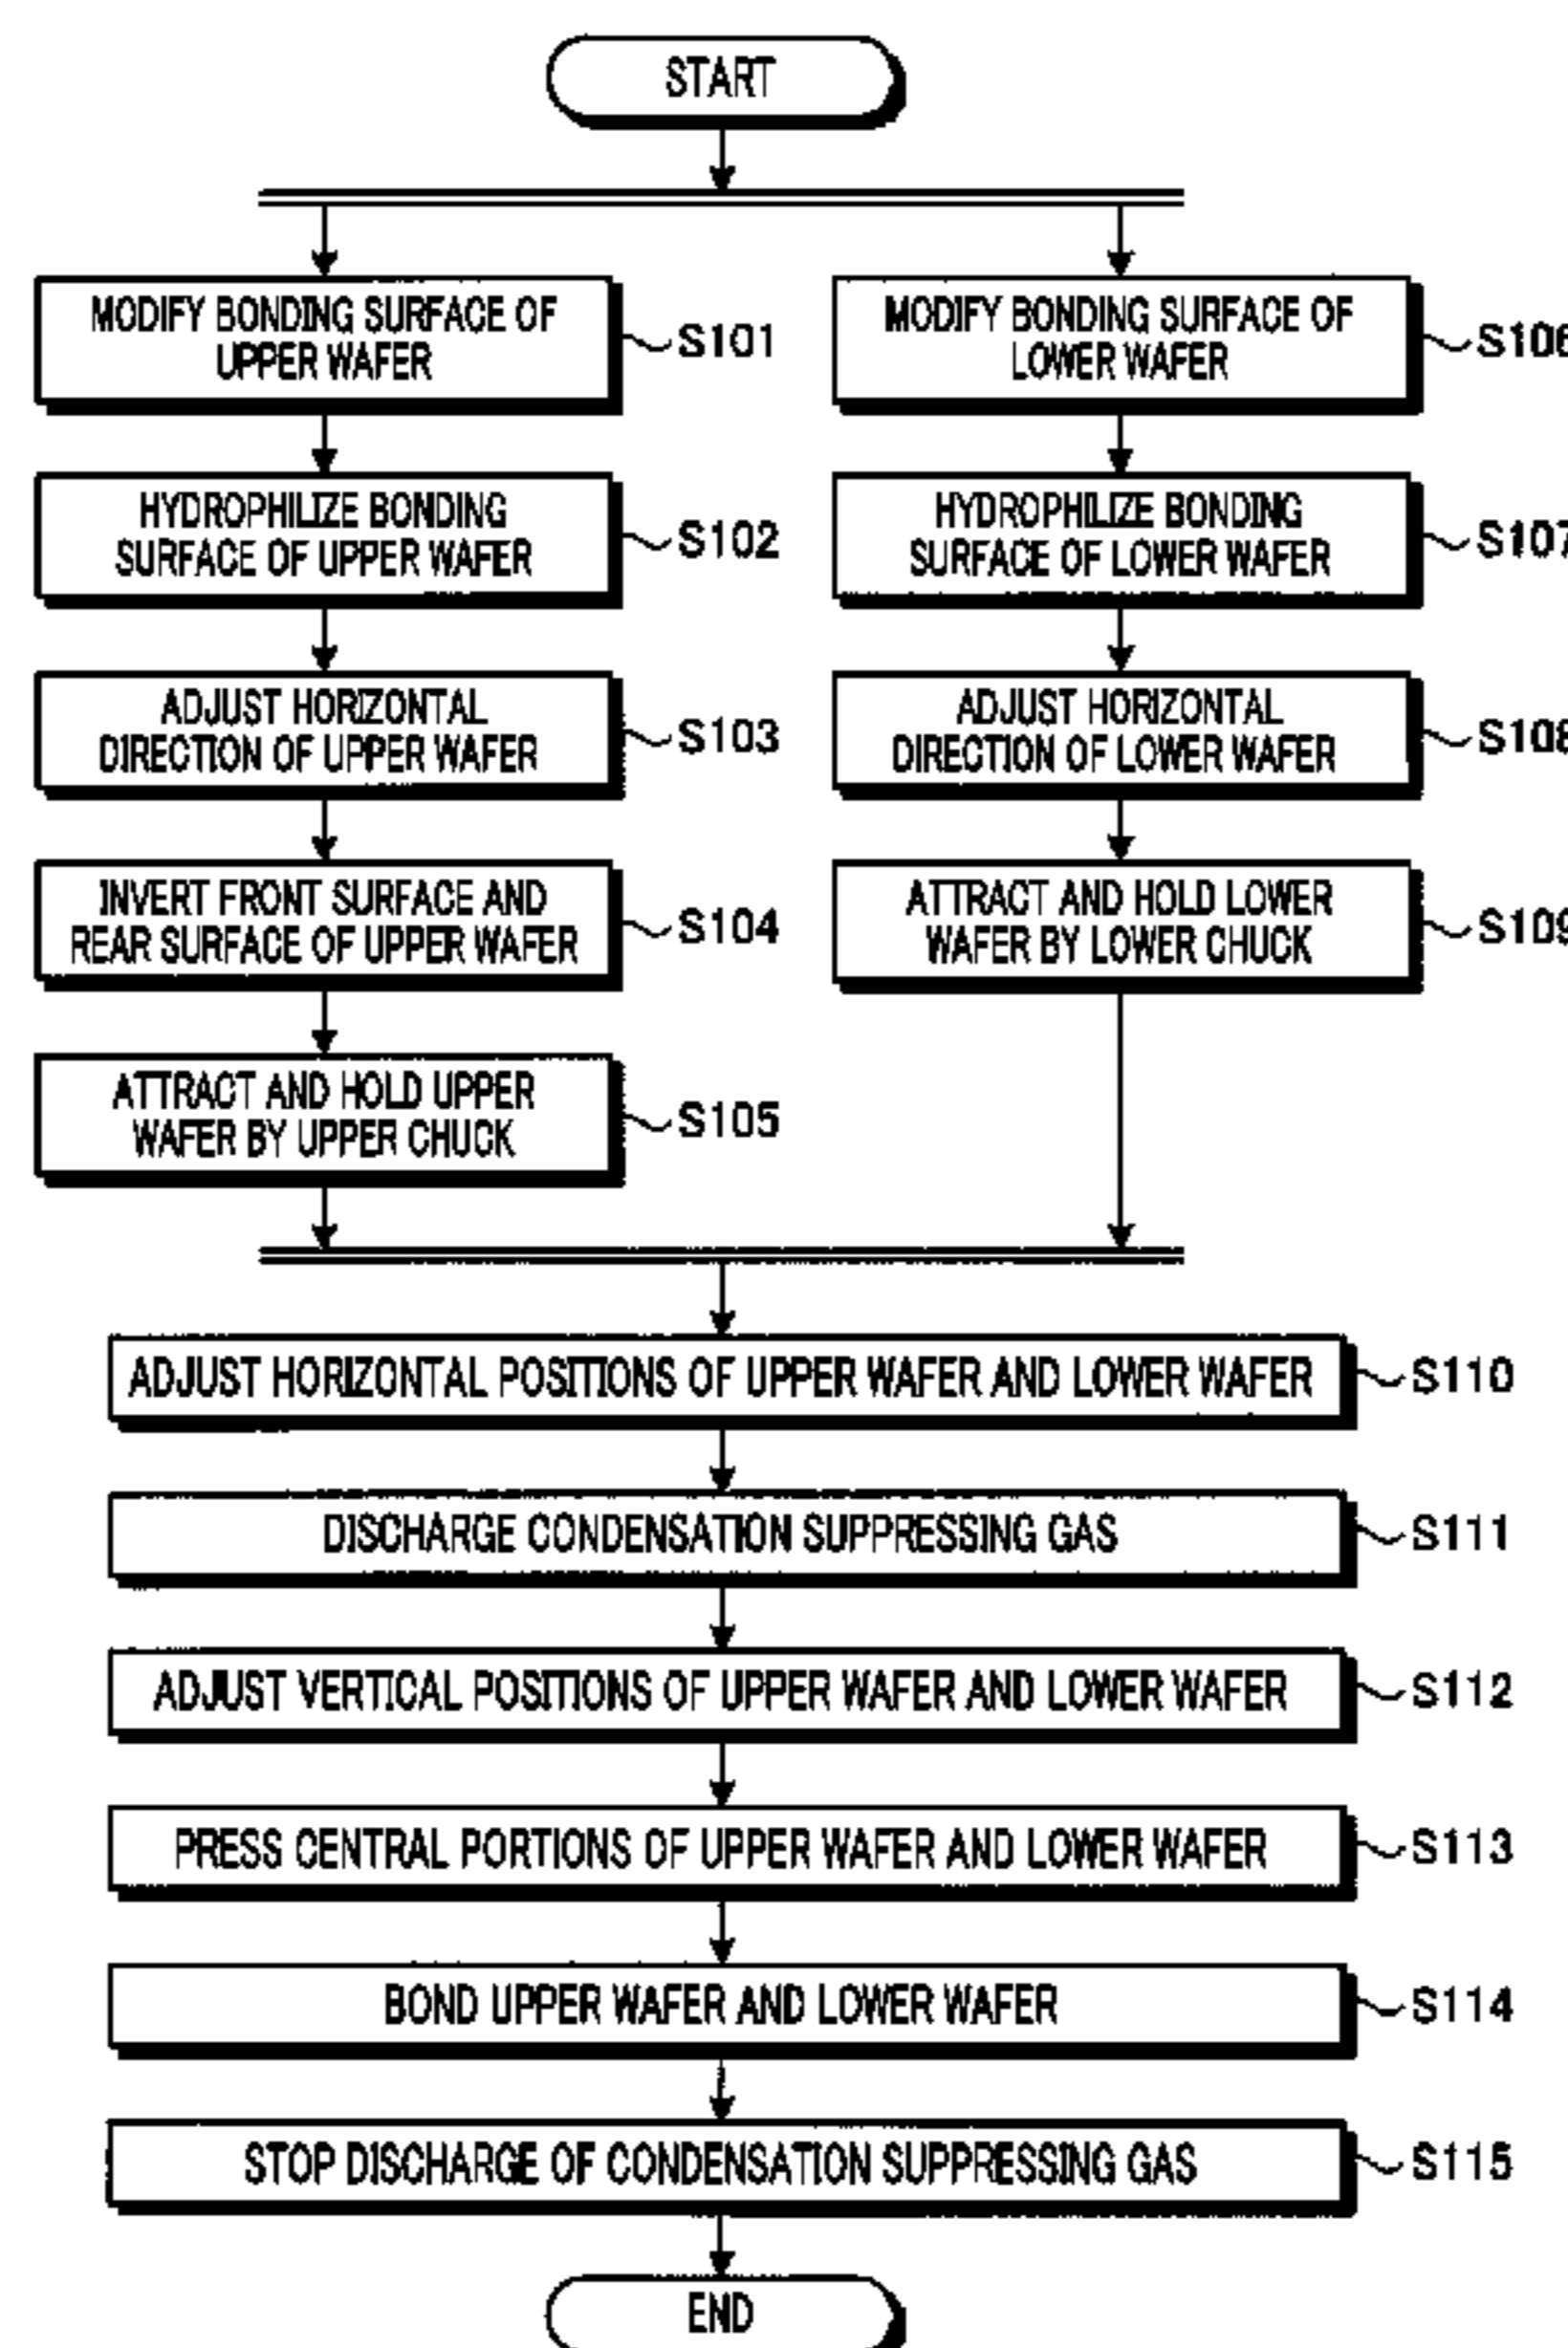 START
MODIFY BONDING SURFACE OF
UPPER WAFER
S101
HYDROPHILIZE BONDING
SURFACE OF UPPER WAFER
S102
ADJUST HORIZONTAL
DIRECTION OF UPPER WAFER
S103
INVERT FRONT SURFACE AND
REAR SURFACE OF UPPER WAFER
S104
ATTRACT AND HOLD UPPER
WAFER BY UPPER CHUCK
S105
MODIFY BONDING SURFACE OF
LOWER WAFER
S106
HYDROPHILIZE BONDING
SURFACE OF LOWER WAFER
S107
ADJUST HORIZONTAL
DIRECTION OF LOWER WAFER
S108
ATTRACT AND HOLD LOWER
WAFER BY LOWER CHUCK
S109
ADJUST HORIZONTAL POSITIONS OF UPPER WAFER AND LOWER WAFER
S110
DISCHARGE CONDENSATION SUPPRESSING GAS
S111
ADJUST VERTICAL POSITIONS OF UPPER WAFER AND LOWER WAFER
S112
PRESS CENTRAL PORTIONS OF UPPER WAFER AND LOWER WAFER
S113
BOND UPPER WAFER AND LOWER WAFER
S114
STOP DISCHARGE OF CONDENSATION SUPPRESSING GAS
S115
END